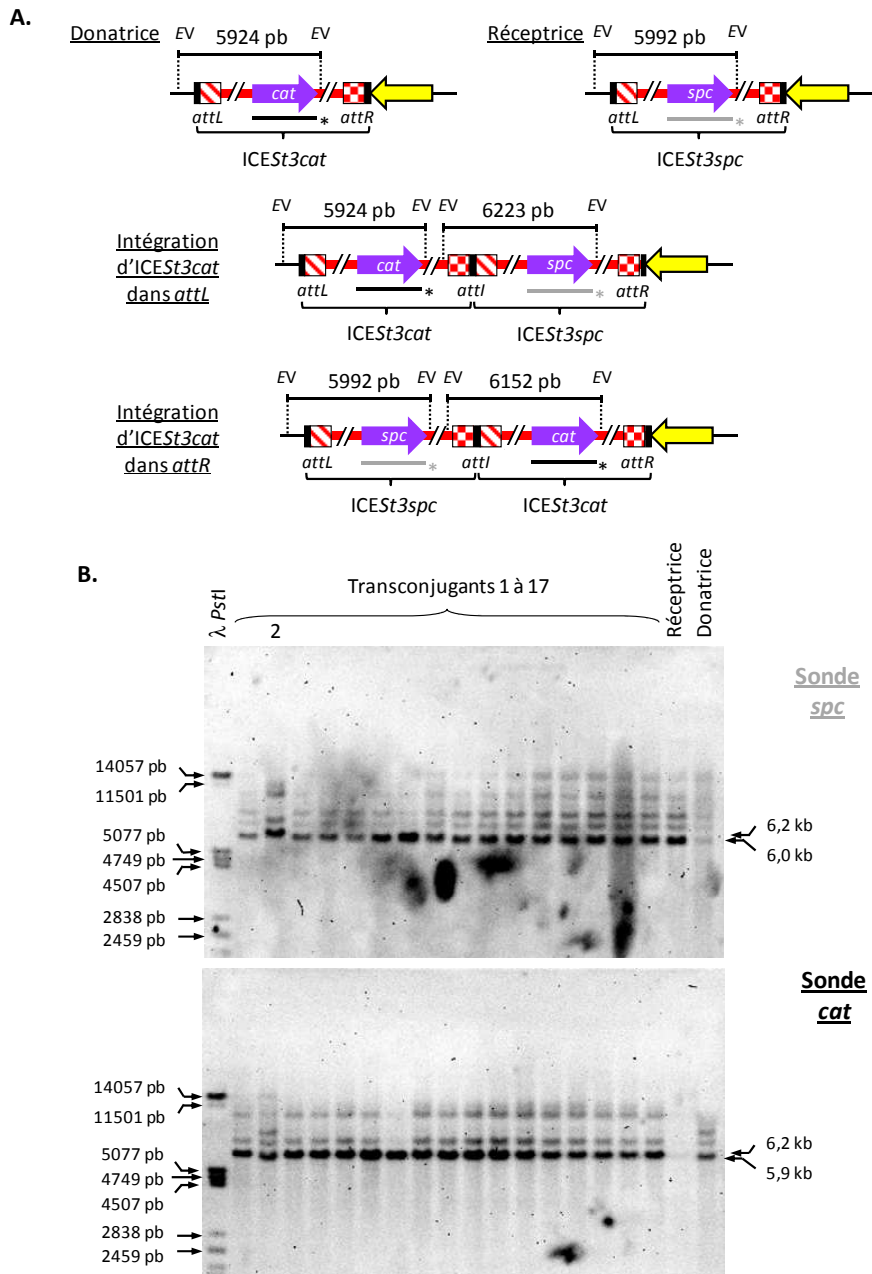 A.
Donatrice
EV 5924 pb EV
cat
attL * attR
ICESt3cat
Réceptrice
EV 5992 pb EV
spc
attL * attR
ICESt3spc
Intégration
d'ICESt3cat
dans attL
EV 5924 pb EV EV 6223 pb EV
cat spc
attL * attI * attR
ICESt3cat ICESt3spc
Intégration
d'ICESt3cat
dans attR
EV 5992 pb EV EV 6152 pb EV
spc cat
attL * attI * attR
ICESt3spc ICESt3cat
B.
λ PstI
Transconjugants 1 à 17
2
Réceptrice
Donatrice
Sonde
spc
14057 pb
11501 pb
5077 pb
4749 pb
4507 pb
2838 pb
2459 pb
6,2 kb
6,0 kb
Sonde
cat
14057 pb
11501 pb
5077 pb
4749 pb
4507 pb
2838 pb
2459 pb
6,2 kb
5,9 kb